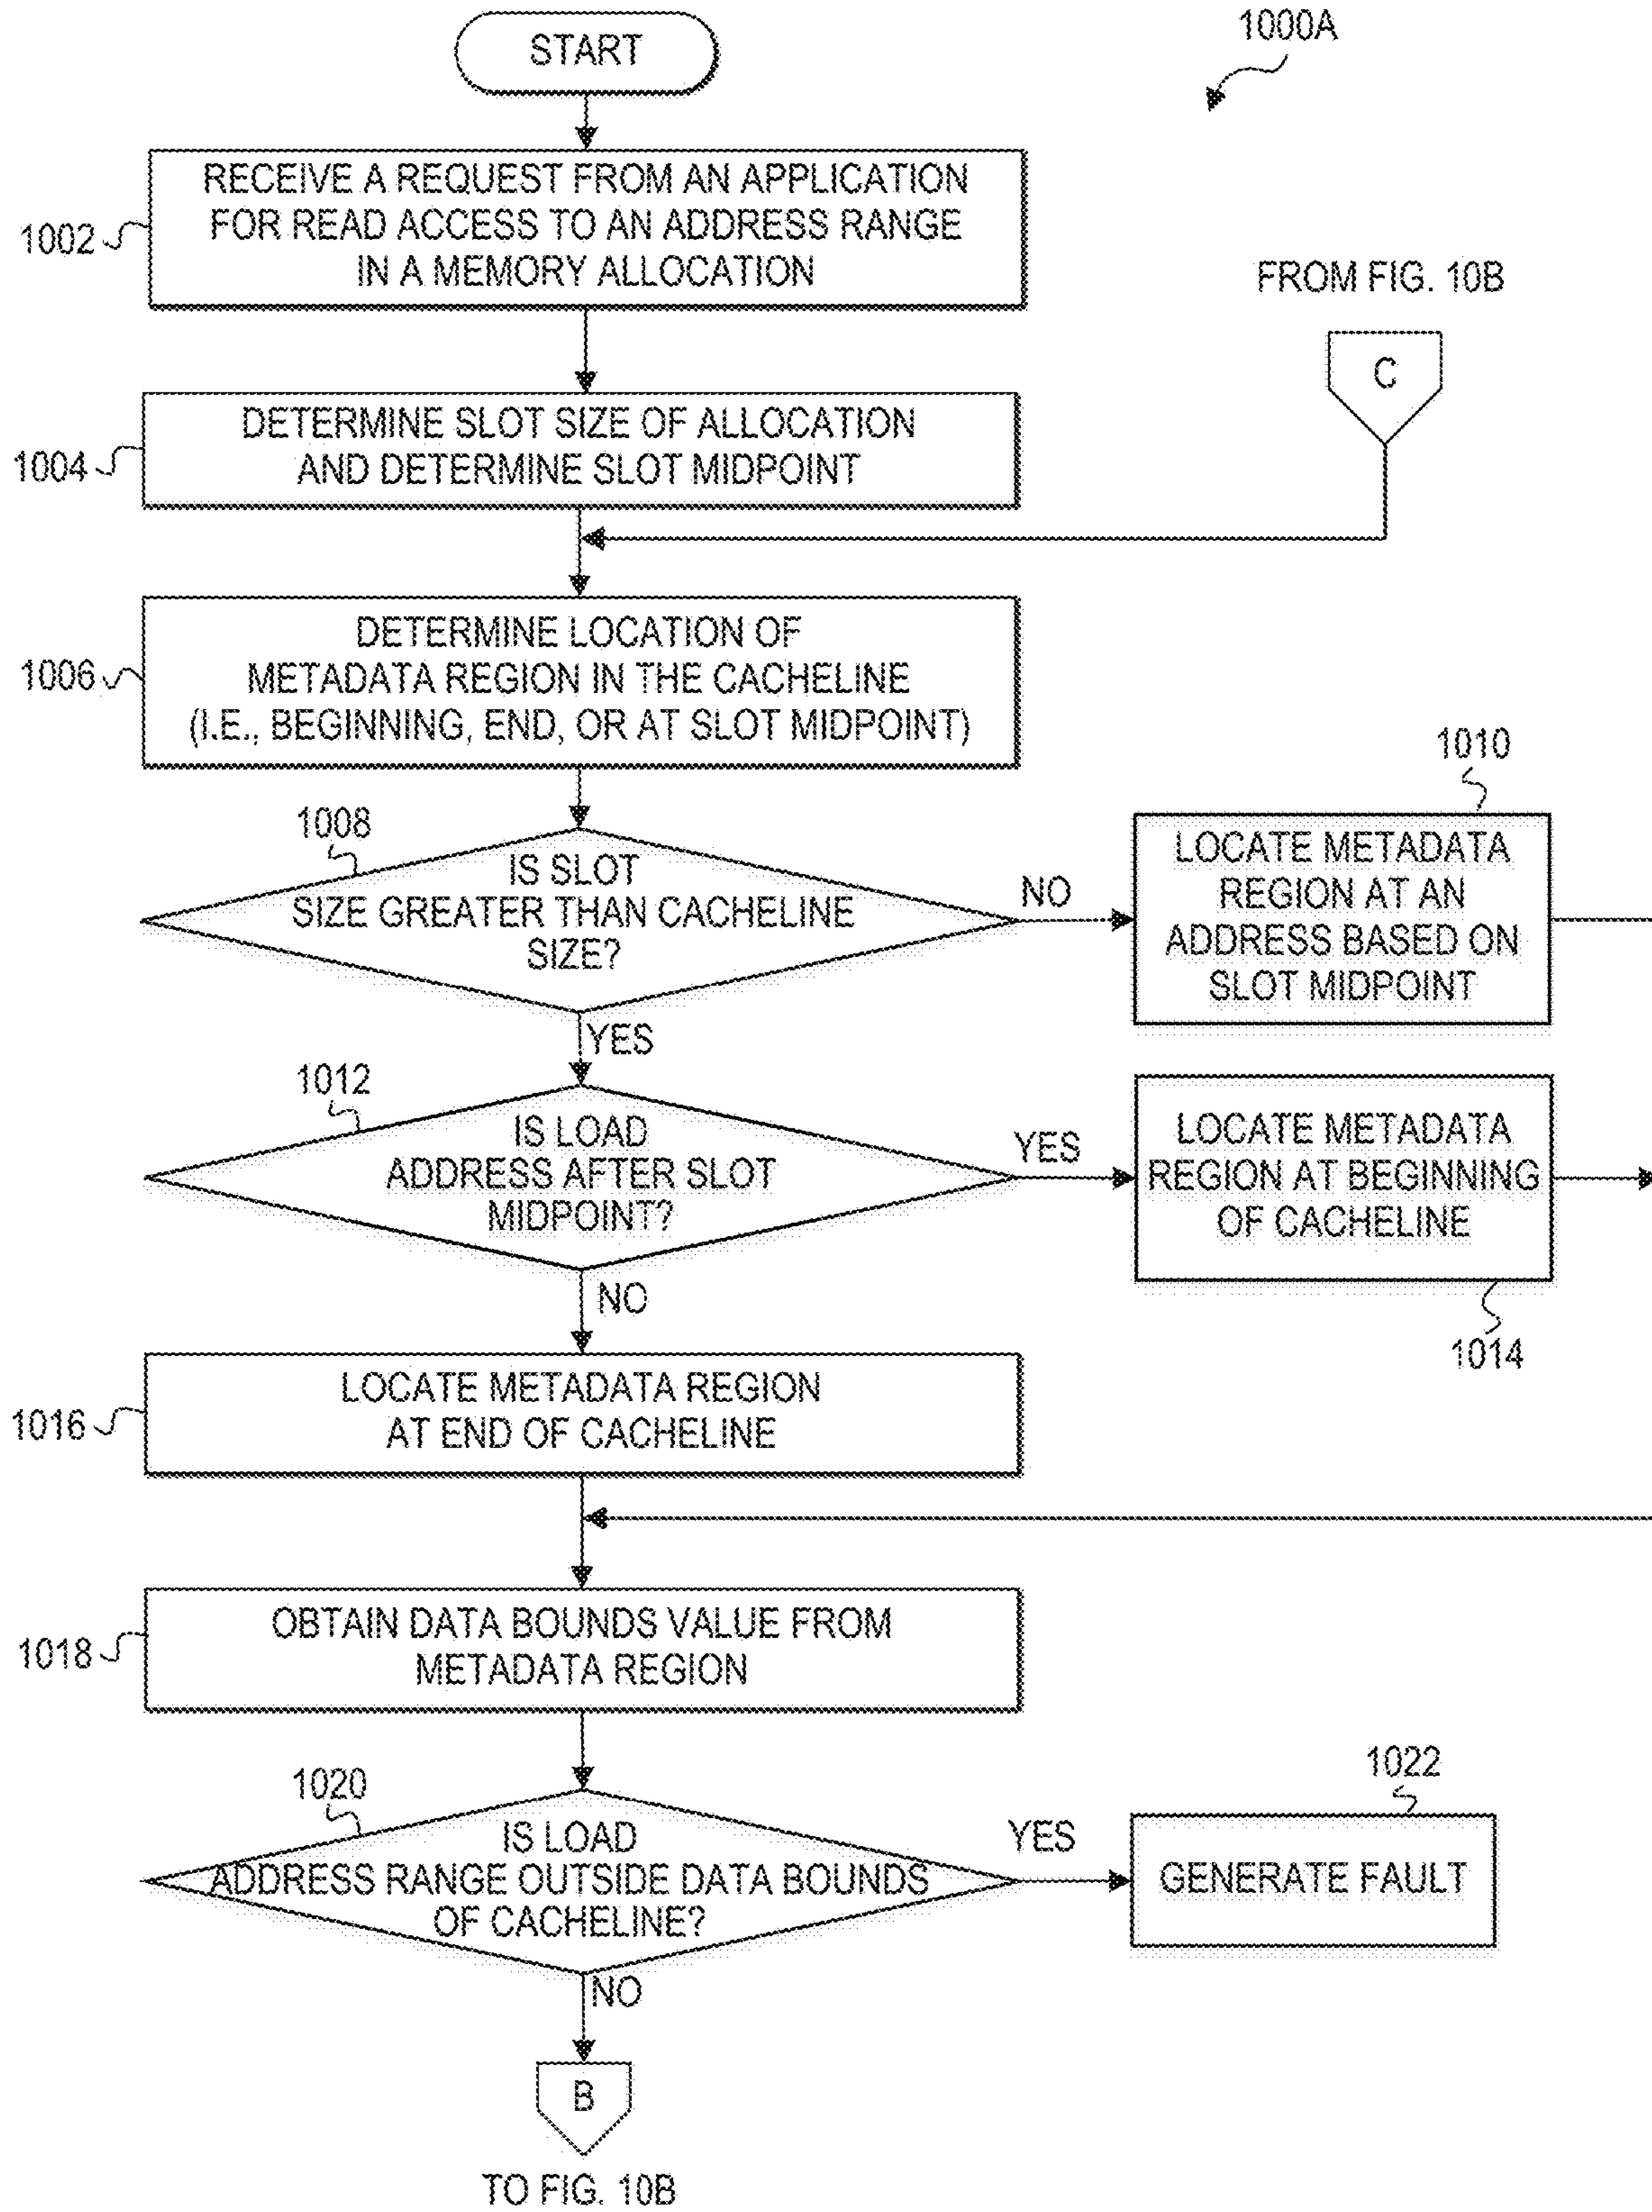 START
1000A
RECEIVE A REQUEST FROM AN APPLICATION
FOR READ ACCESS TO AN ADDRESS RANGE
IN A MEMORY ALLOCATION
1002
FROM FIG. 10B
C
DETERMINE SLOT SIZE OF ALLOCATION
AND DETERMINE SLOT MIDPOINT
1004
DETERMINE LOCATION OF
METADATA REGION IN THE CACHELINE
(I.E., BEGINNING, END, OR AT SLOT MIDPOINT)
1006
1008
IS SLOT
SIZE GREATER THAN CACHELINE
SIZE?
NO
1010
LOCATE METADATA
REGION AT AN
ADDRESS BASED ON
SLOT MIDPOINT
YES
1012
IS LOAD
ADDRESS AFTER SLOT
MIDPOINT?
YES
LOCATE METADATA
REGION AT BEGINNING
OF CACHELINE
1014
NO
LOCATE METADATA REGION
AT END OF CACHELINE
1016
OBTAIN DATA BOUNDS VALUE FROM
METADATA REGION
1018
1020
IS LOAD
ADDRESS RANGE OUTSIDE DATA BOUNDS
OF CACHELINE?
YES
1022
GENERATE FAULT
NO
B
TO FIG. 10B